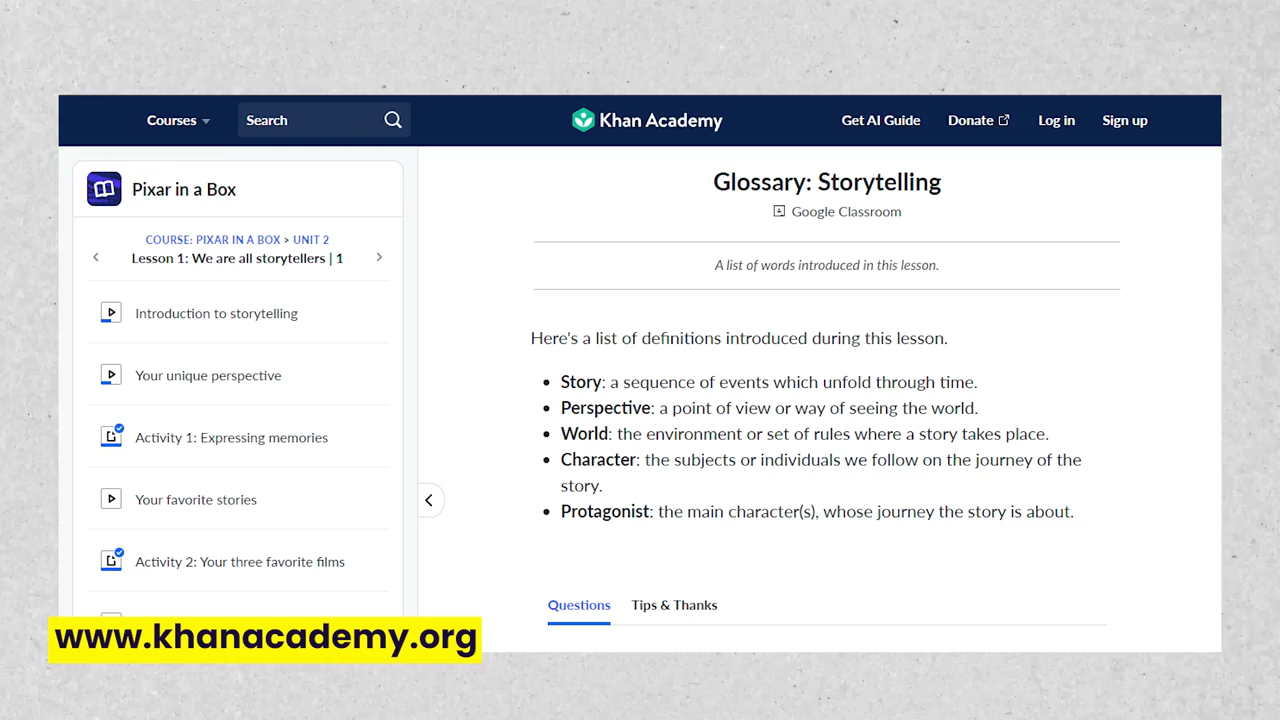 Courses
Search
Khan Academy
Get AI Guide
Donate
Log in
Sign up
Pixar in a Box
COURSE: PIXAR IN A BOX > UNIT 2
Lesson 1: We are all storytellers | 1
Introduction to storytelling
Your unique perspective
Activity 1: Expressing memories
Your favorite stories
Activity 2: Your three favorite films
Glossary: Storytelling
Google Classroom
A list of words introduced in this lesson.
Here's a list of definitions introduced during this lesson.
• Story: a sequence of events which unfold through time.
• Perspective: a point of view or way of seeing the world.
• World: the environment or set of rules where a story takes place.
• Character: the subjects or individuals we follow on the journey of the
story.
• Protagonist: the main character(s), whose journey the story is about.
Questions
Tips & Thanks
www.khanacademy.org